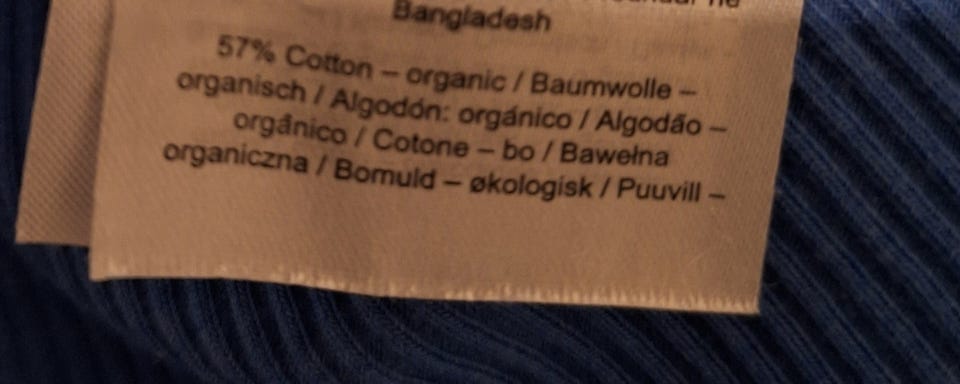 Bangladesh
57% Cotton – organic / Baumwolle –
organisch / Algodón: orgánico / Algodão –
orgânico / Cotone – bo / Bawełna
organiczna / Bomuld – økologisk / Puuvill –